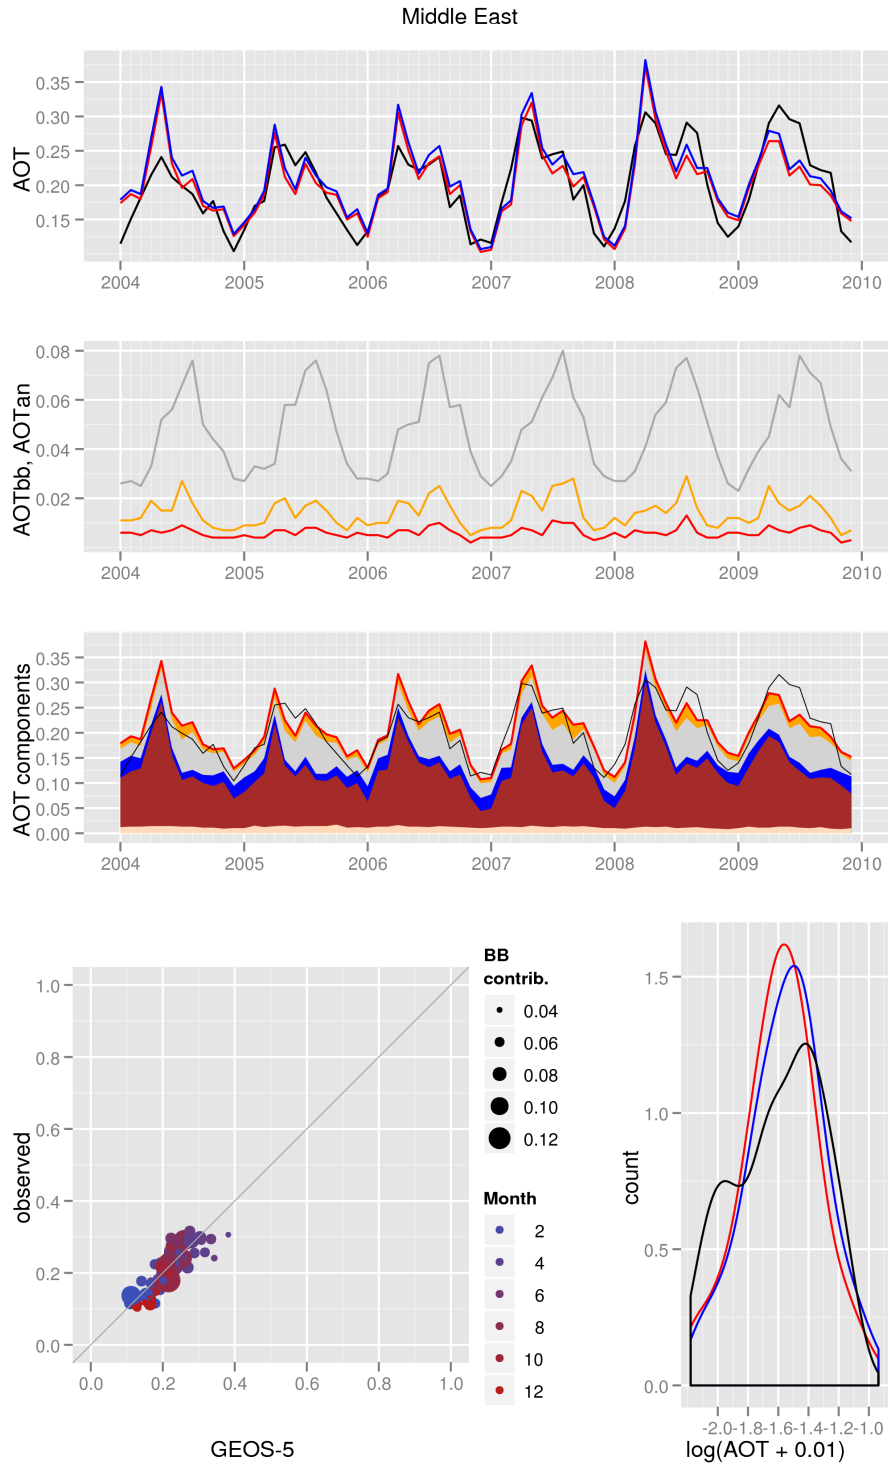 Middle East
AOT
0.35
0.30
0.25
0.20
0.15
2004 2005 2006 2007 2008 2009 2010
AOTbb, AOTan
0.08
0.06
0.04
0.02
2004 2005 2006 2007 2008 2009 2010
AOT components
0.35
0.30
0.25
0.20
0.15
0.10
0.05
0.00
2004 2005 2006 2007 2008 2009 2010
observed
1.0
0.8
0.6
0.4
0.2
0.0
0.0 0.2 0.4 0.6 0.8 1.0
GEOS-5
BB
contrib.
0.04
0.06
0.08
0.10
0.12
Month
2
4
6
8
10
12
count
1.5
1.0
0.5
0.0
-2.0-1.8-1.6-1.4-1.2-1.0
log(AOT + 0.01)